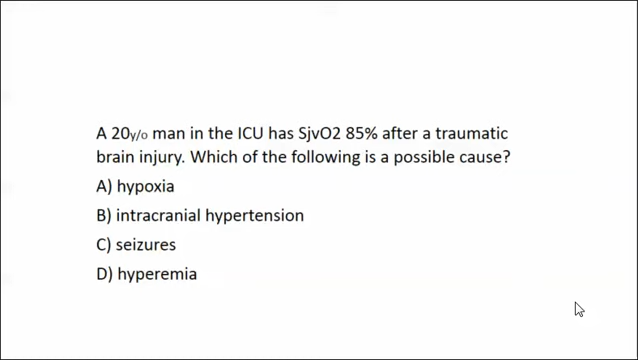 A 20y/o man in the ICU has SjvO2 85% after a traumatic
brain injury. Which of the following is a possible cause?
A) hypoxia
B) intracranial hypertension
C) seizures
D) hyperemia